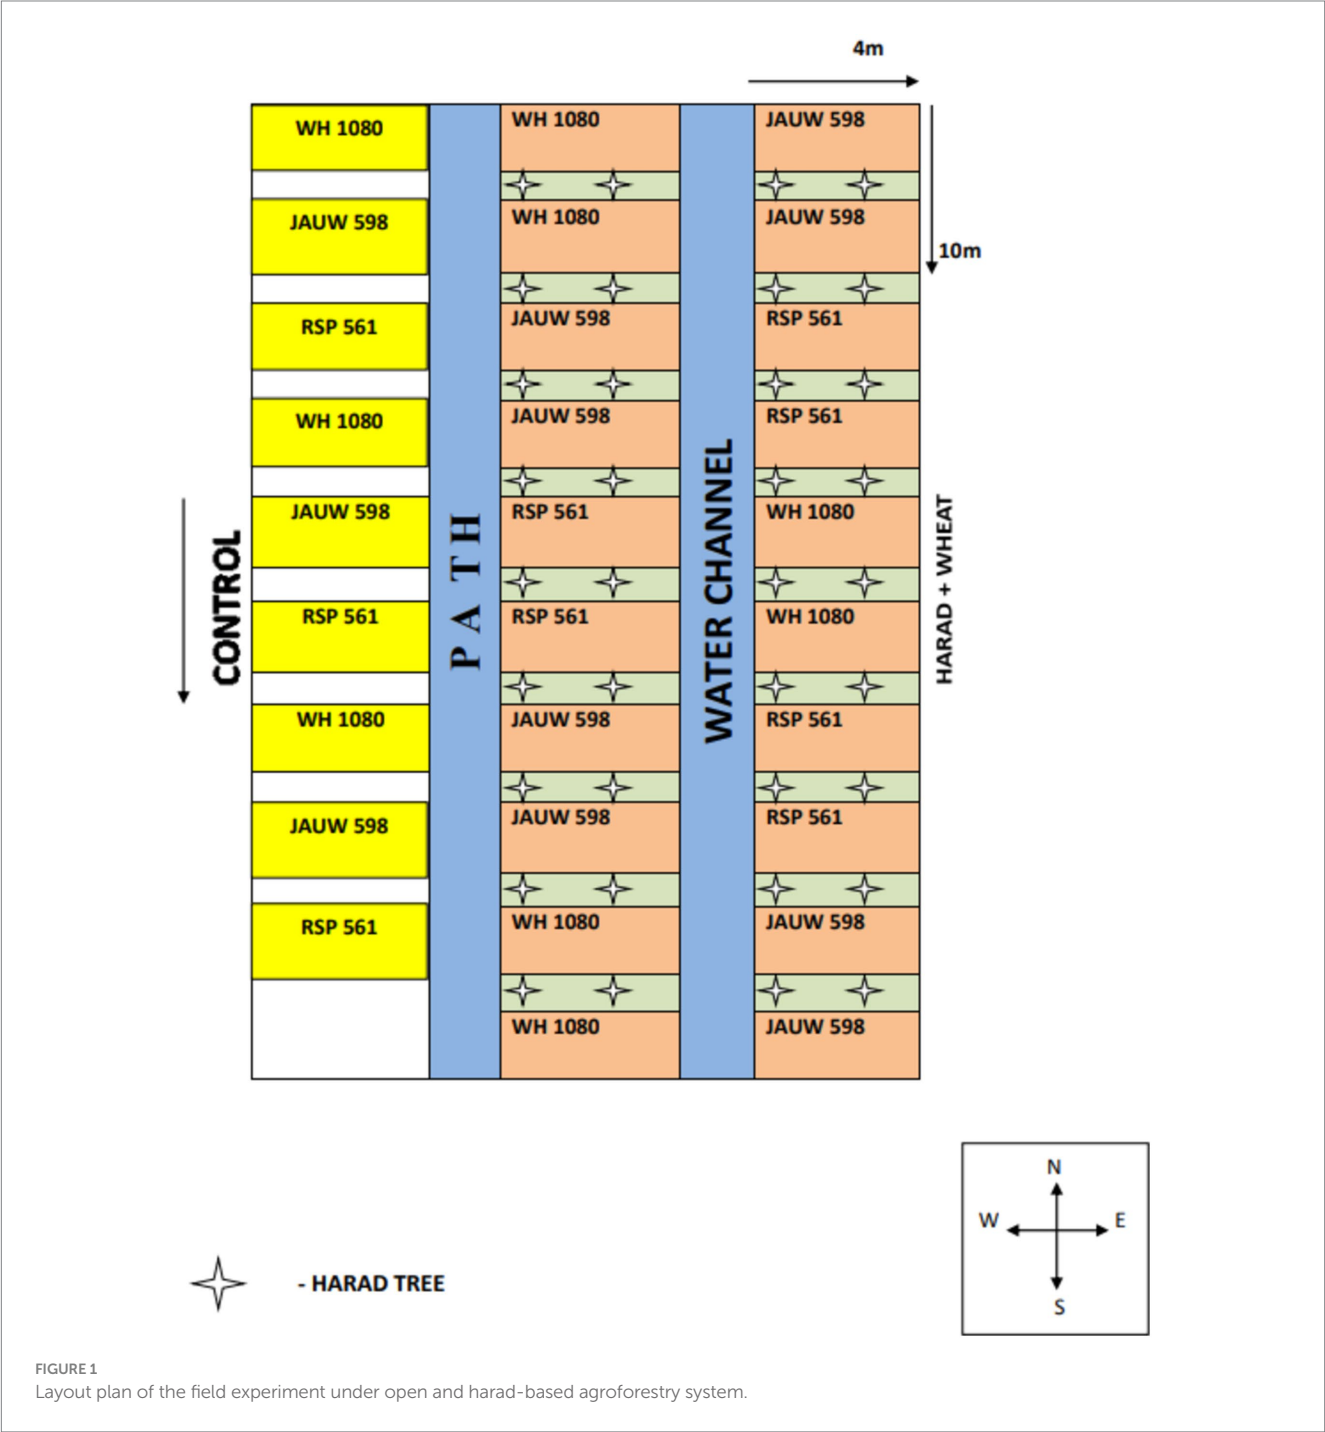 4m
WH 1080
WH 1080
JAUW 598
JAUW 598
WH 1080
JAUW 598
10m
RSP 561
JAUW 598
RSP 561
WH 1080
JAUW 598
RSP 561
JAUW 598
RSP 561
WH 1080
RSP 561
RSP 561
WH 1080
WH 1080
JAUW 598
RSP 561
JAUW 598
JAUW 598
RSP 561
RSP 561
WH 1080
JAUW 598
WH 1080
JAUW 598
CONTROL
PATH
WATER CHANNEL
HARAD + WHEAT
N
W E
S
- HARAD TREE
FIGURE 1
Layout plan of the field experiment under open and harad-based agroforestry system.